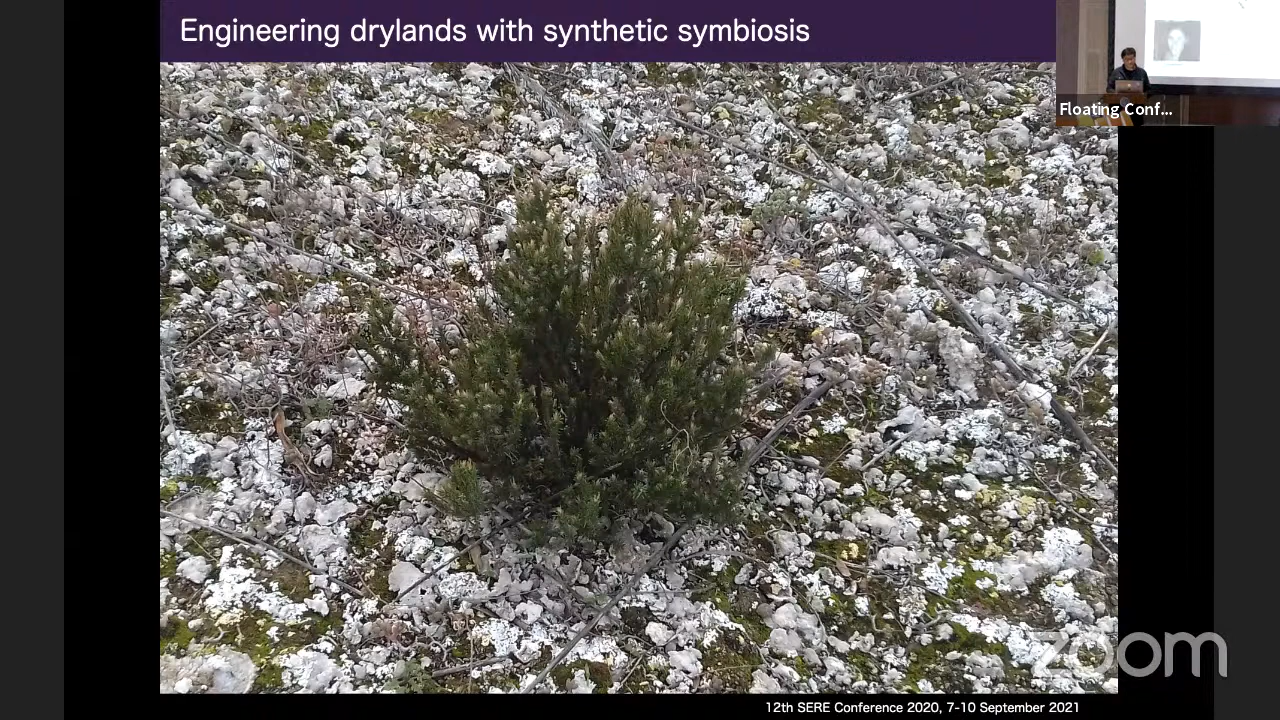 Engineering drylands with synthetic symbiosis
Floating Conf...
zoom
12th SERE Conference 2020, 7-10 September 2021